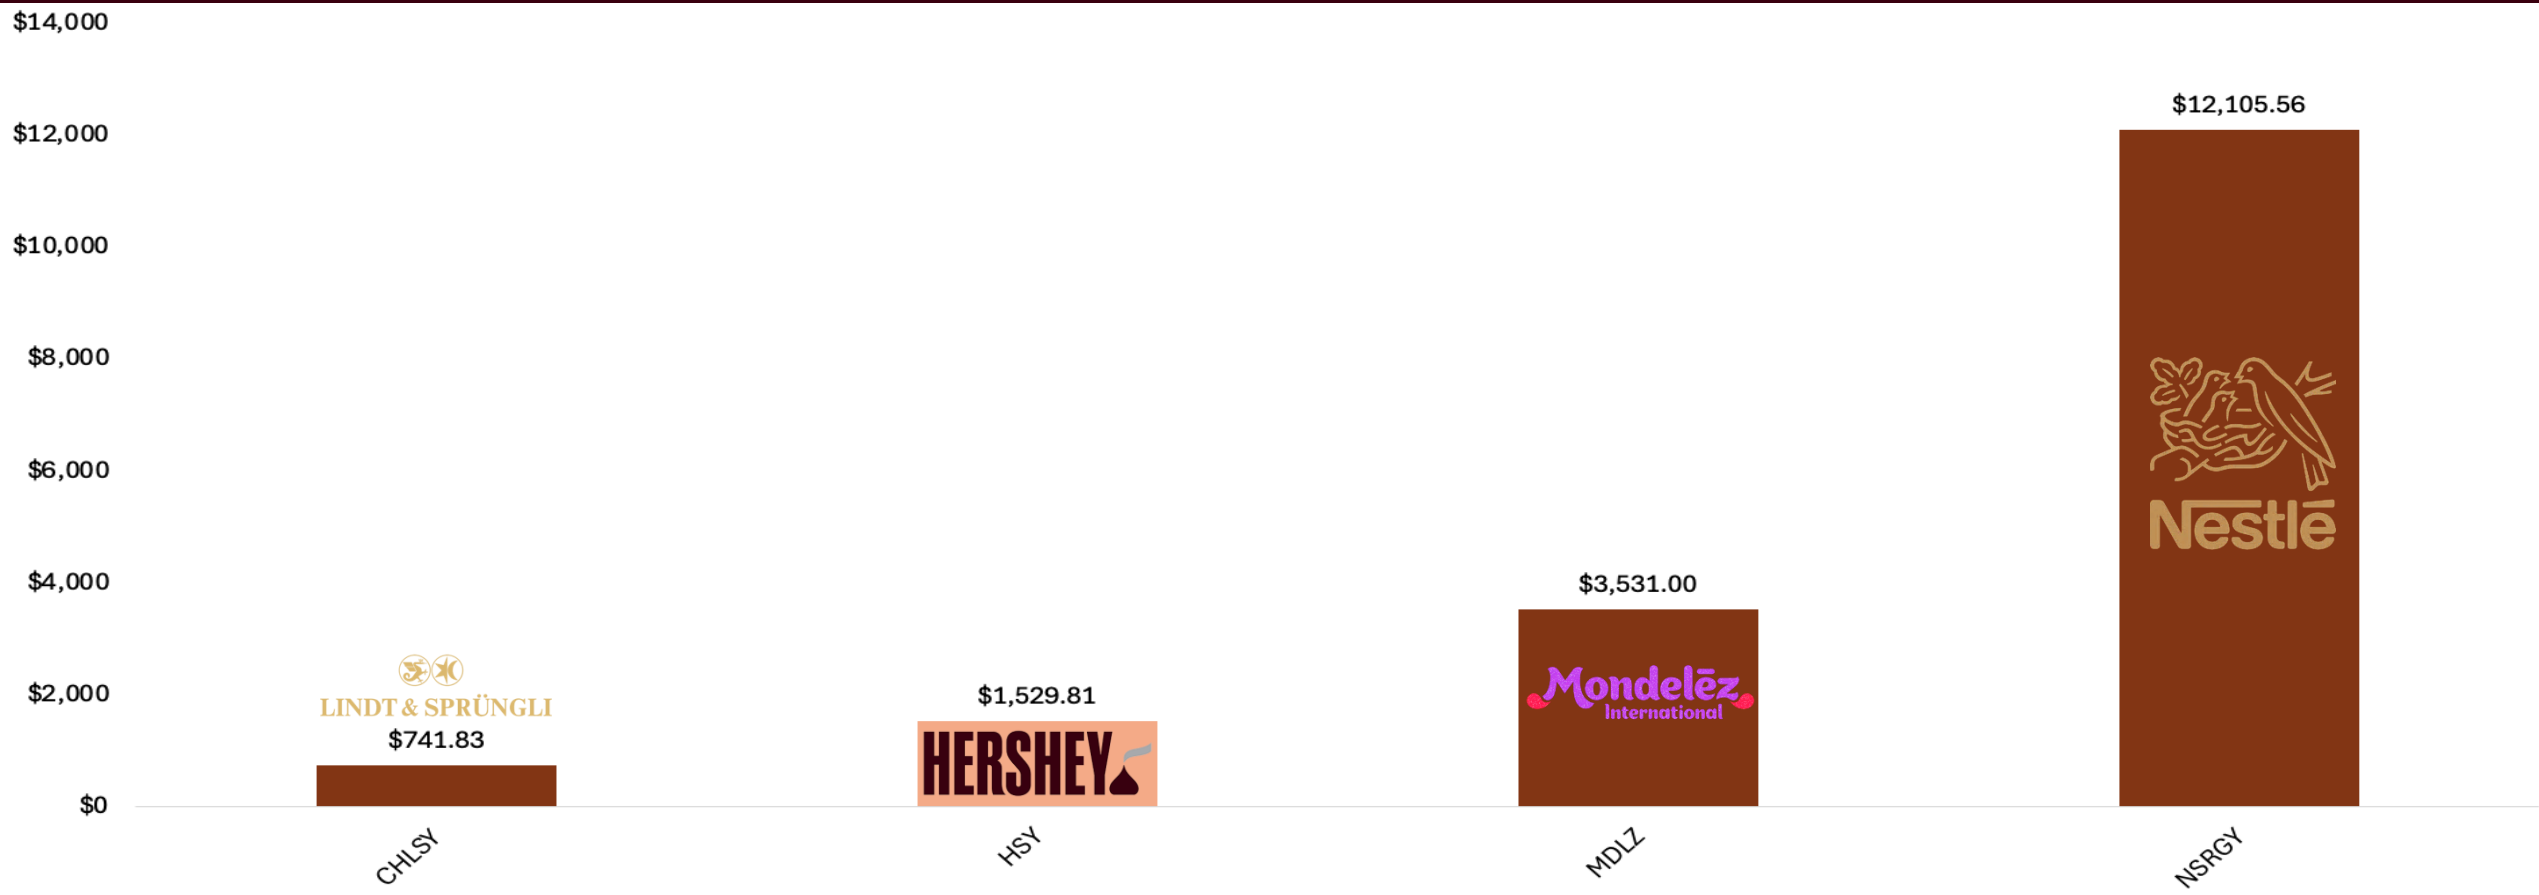 $14,000
$12,105.56
$12,000
$10,000
$8,000
$6,000
Nestlē
$4,000
$3,531.00
Mondelēz
International
$2,000
LINDT & SPRÜNGLI
$741.83
$1,529.81
HERSHEY
$0
CHLSY
HSY
MDLZ
NSRGY